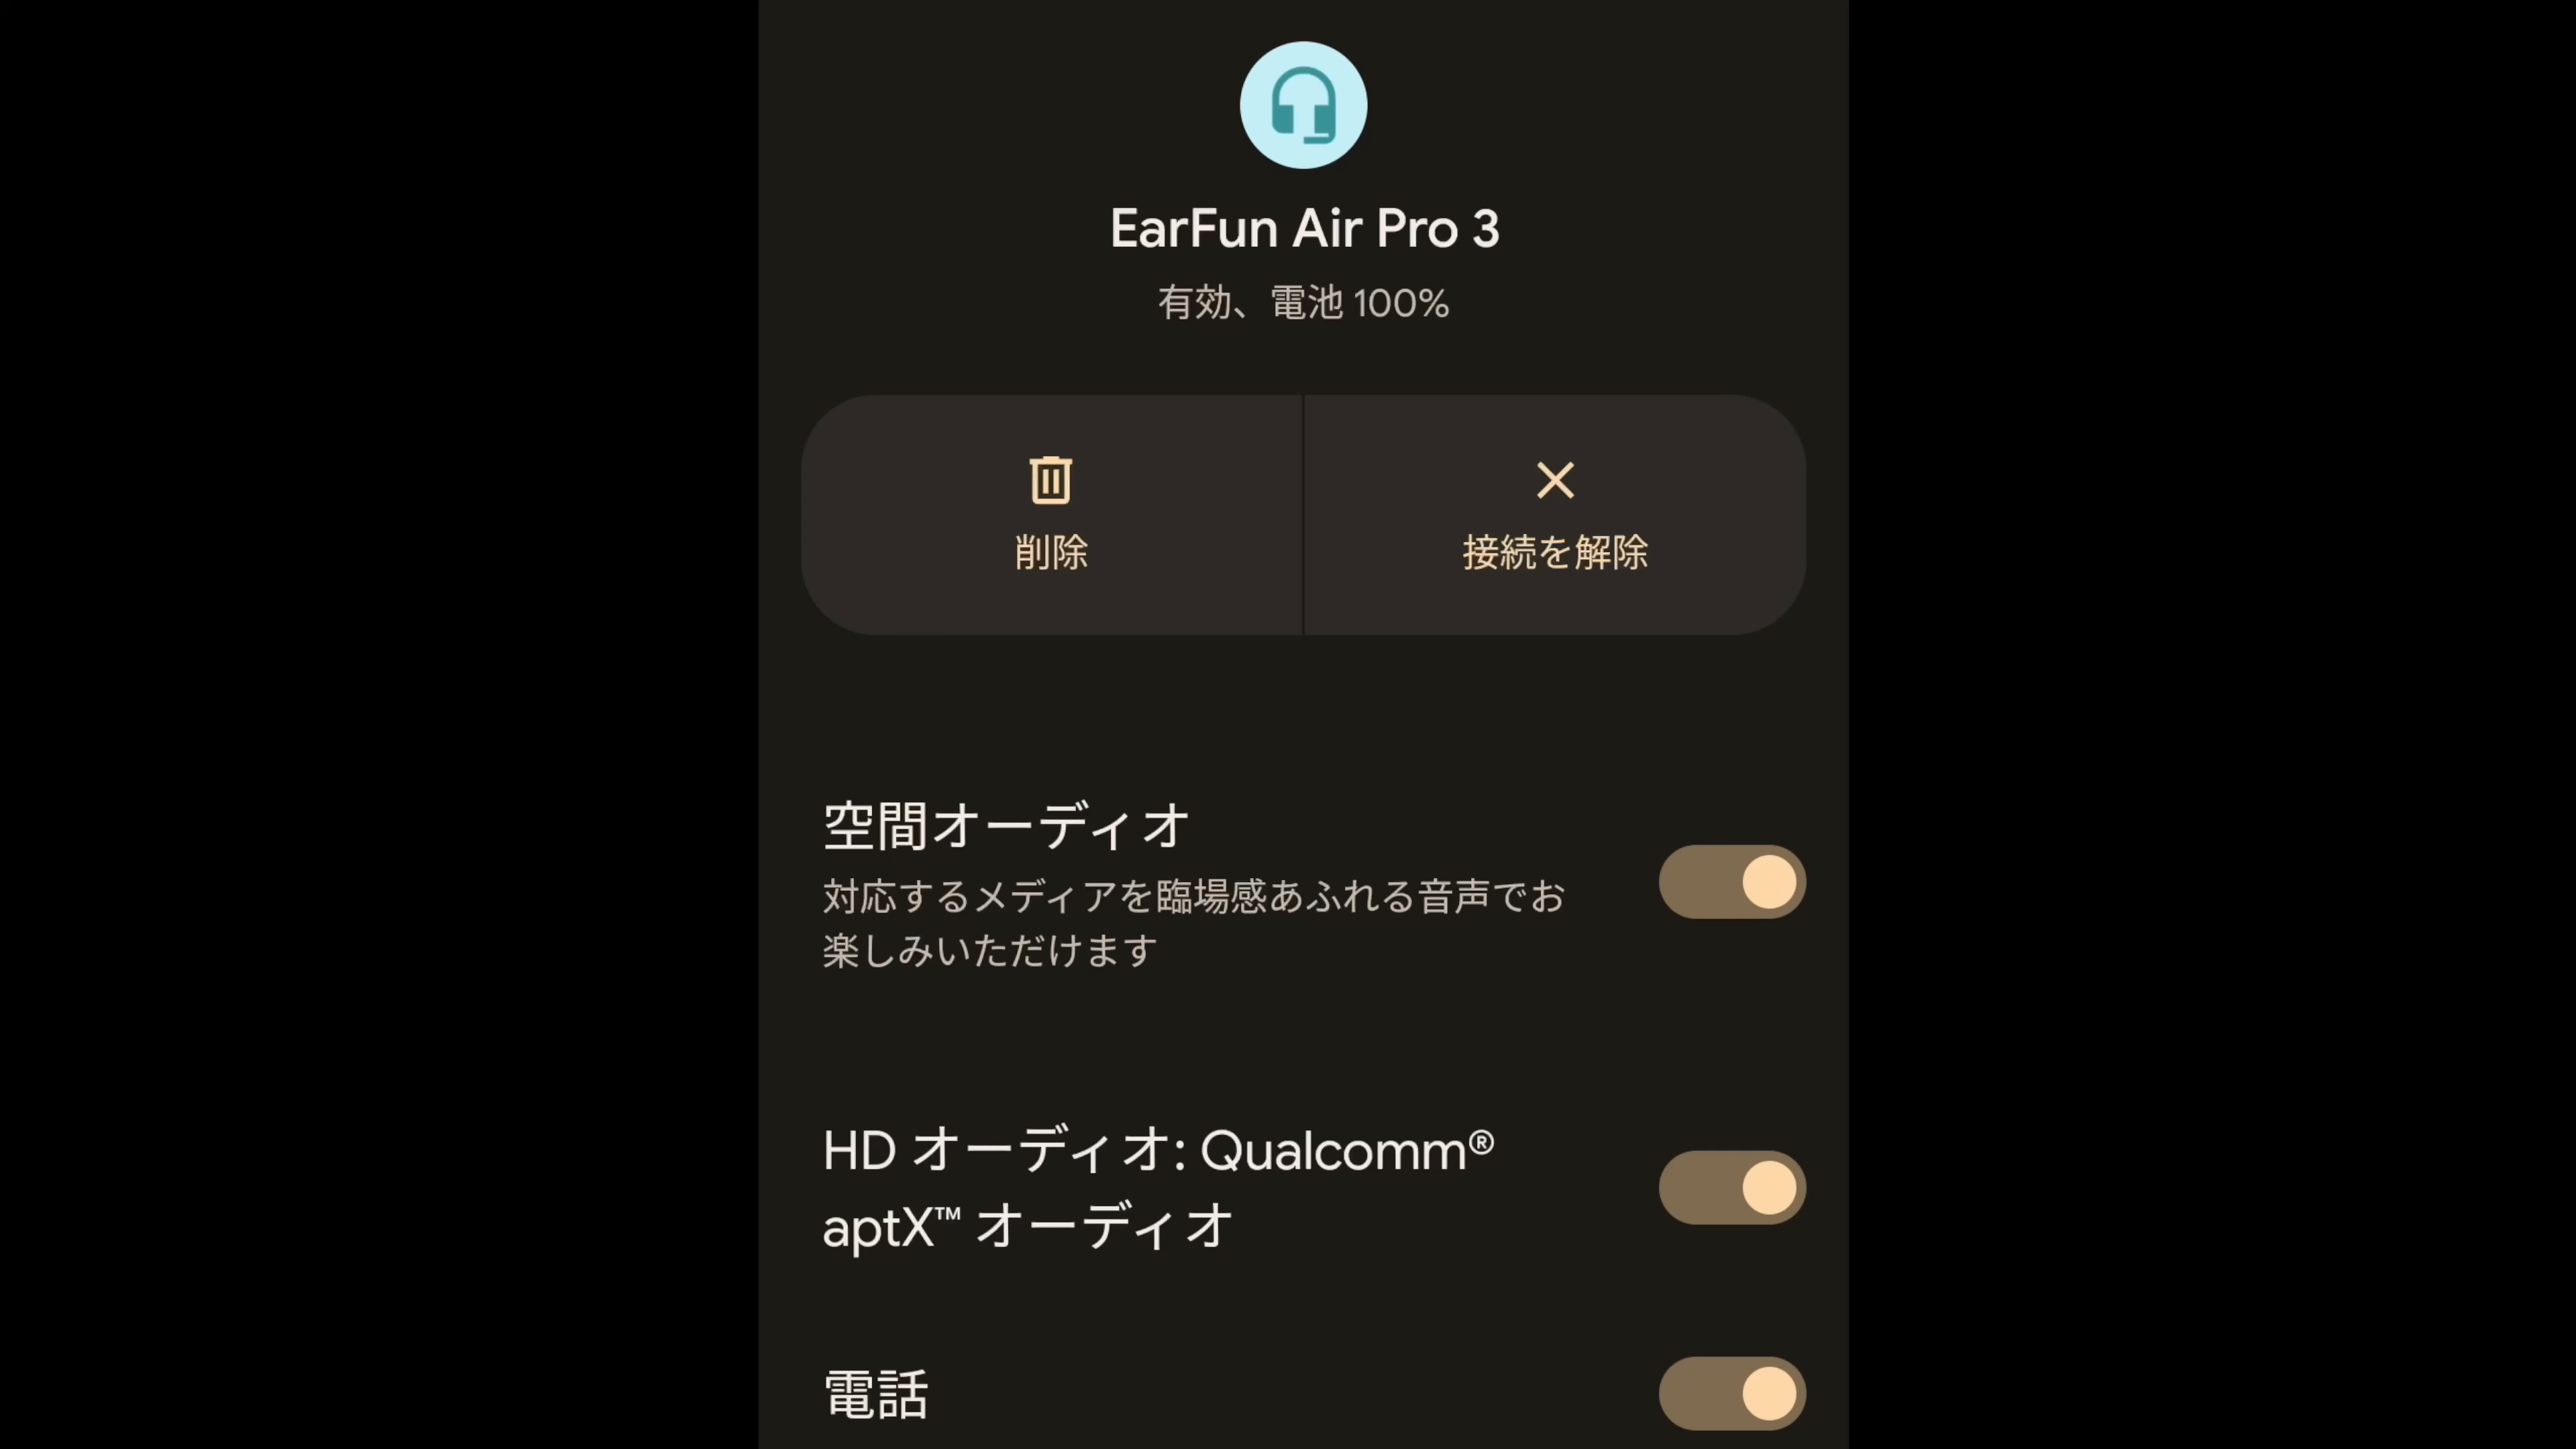 EarFun Air Pro 3
有効、電池 100%
削除
接続を解除
空間オーディオ
対応するメディアを臨場感あふれる音声でお
楽しみいただけます
HD オーディオ: Qualcomm®
aptX™ オーディオ
電話